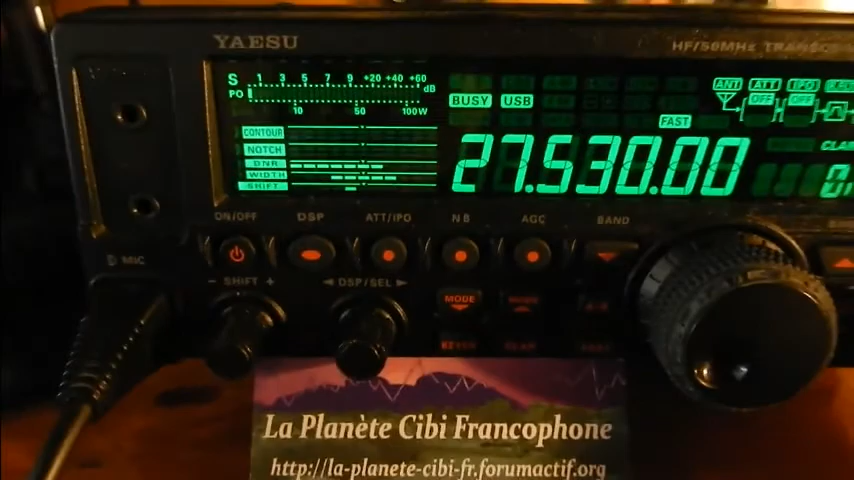 YAESU
HF/50MHz TRANSC
S 1 3 5 7 9 +20 +40 +60 dB
PO 10 50 100W
BUSY USB
ANT ATT IPO
OFF OFF
FAST
CONTOUR
NOTCH
DNR
WIDTH
SHIFT
27.530.00
CLAR
ON/OFF DSP ATT/IPO NB AGC BAND
MIC
− SHIFT + ◄ DSP/SEL ►
MODE MODE
La Planète Cibi Francophone
http://la-planete-cibi-fr.forumactif.org